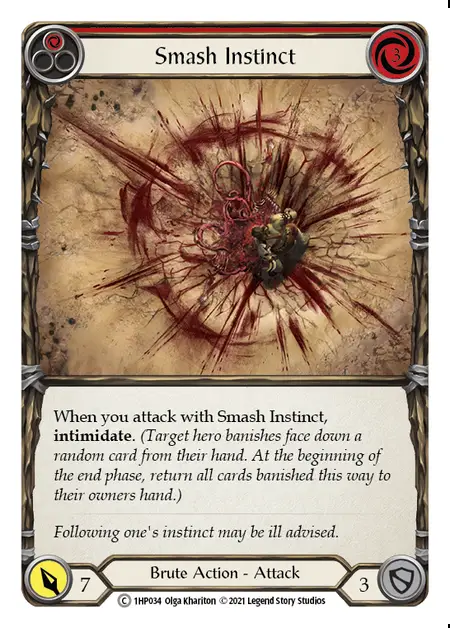 Smash Instinct
3
When you attack with Smash Instinct,
intimidate. (Target hero banishes face down a
random card from their hand. At the beginning of
the end phase, return all cards banished this way to
their owners hand.)
Following one's instinct may ill advised.
7
Brute Action - Attack
3
C 1HP034 Olga Khariton © 2021 Legend Story Studios